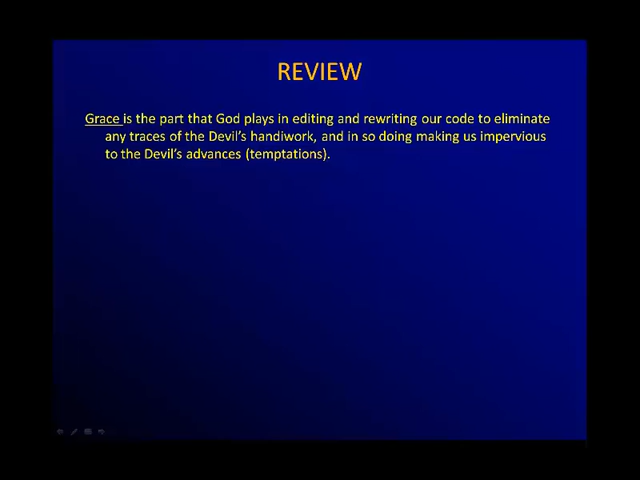 REVIEW
Grace is the part that God plays in editing and rewriting our code to eliminate
any traces of the Devil's handiwork, and in so doing making us impervious
to the Devil's advances (temptations).